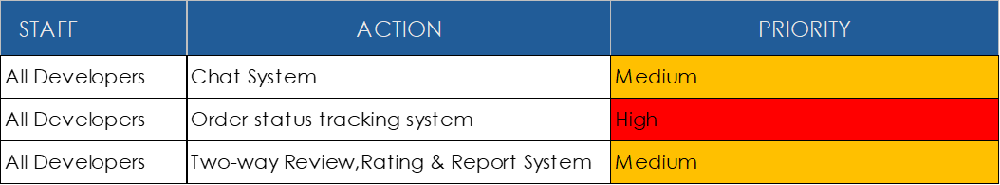 STAFF ACTION PRIORITY
All Developers Chat System Medium
All Developers Order status tracking system High
All Developers Two-way Review,Rating & Report System Medium